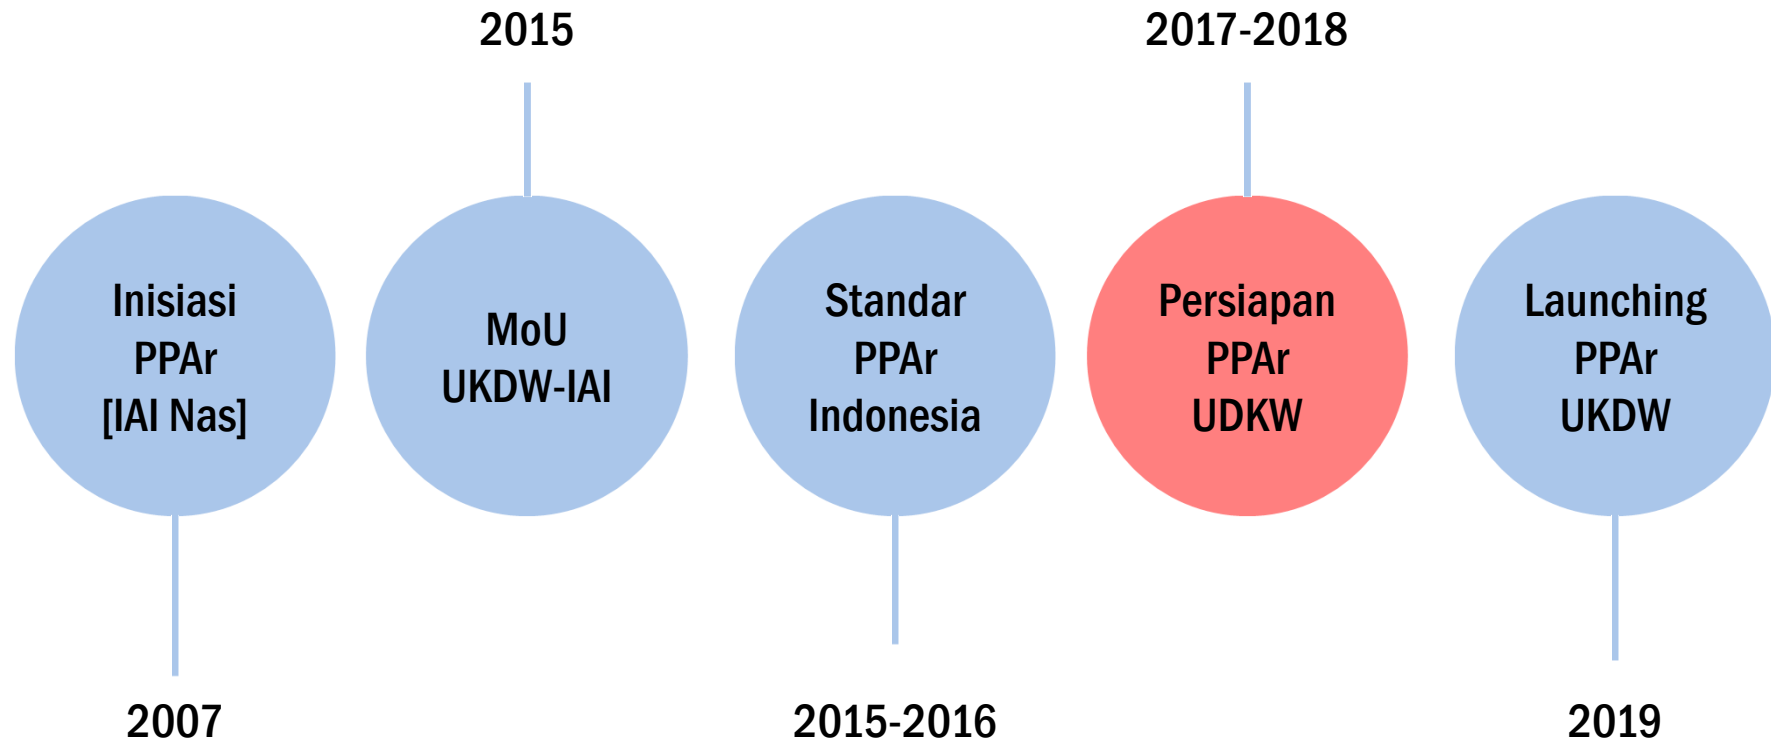 2015
2017-2018
Inisiasi
PPAr
[IAI Nas]
MoU
UKDW-IAI
Standar
PPAr
Indonesia
Persiapan
PPAr
UDKW
Launching
PPAr
UKDW
2007
2015-2016
2019